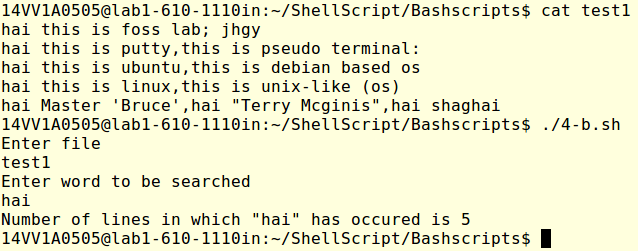 14VV1A0505@lab1-610-1110in:~/ShellScript/Bashscripts$ cat test1
hai this is foss lab; jhgy
hai this is putty,this is pseudo terminal:
hai this is ubuntu,this is debian based os
hai this is linux,this is unix-like (os)
hai Master 'Bruce',hai "Terry Mcginis",hai shaghai
14VV1A0505@lab1-610-1110in:~/ShellScript/Bashscripts$ ./4-b.sh
Enter file
test1
Enter word to be searched
hai
Number of lines in which "hai" has occured is 5
14VV1A0505@lab1-610-1110in:~/ShellScript/Bashscripts$